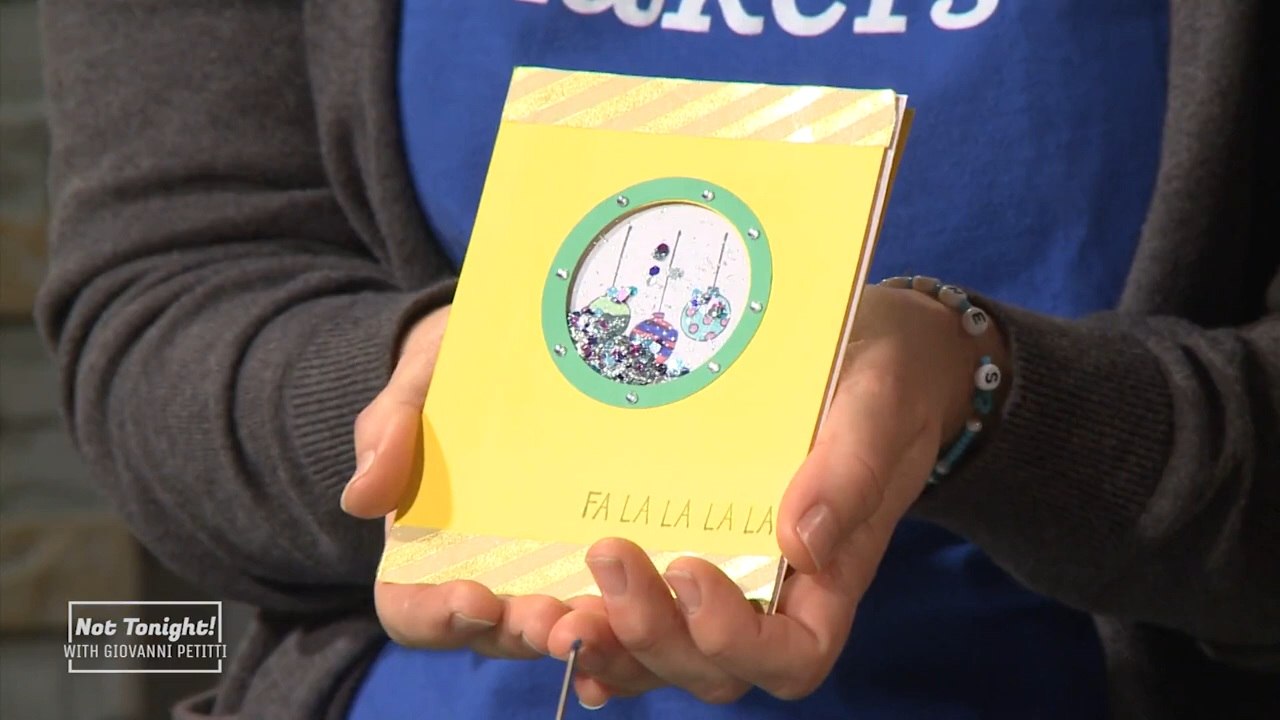 FA LA LA LA LA
E
S
Not Tonight!
WITH GIOVANNI PETITTI